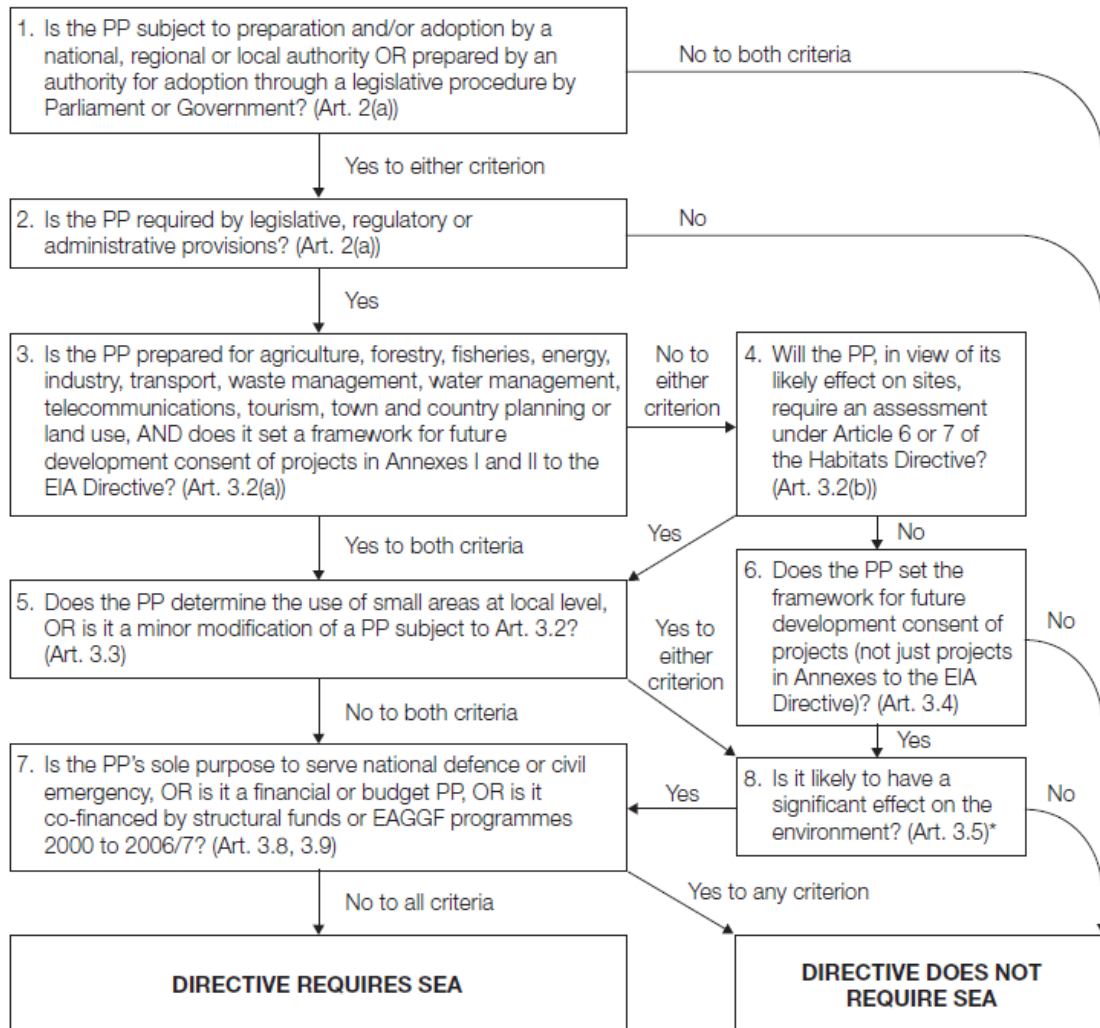 1. Is the PP subject to preparation and/or adoption by a
national, regional or local authority OR prepared by an
authority for adoption through a legislative procedure by
Parliament or Government? (Art. 2(a))
No to both criteria
Yes to either criterion
2. Is the PP required by legislative, regulatory or
administrative provisions? (Art. 2(a))
No
Yes
3. Is the PP prepared for agriculture, forestry, fisheries, energy,
industry, transport, waste management, water management,
telecommunications, tourism, town and country planning or
land use, AND does it set a framework for future
development consent of projects in Annexes I and II to the
EIA Directive? (Art. 3.2(a))
No to
either
criterion
4. Will the PP, in view of its
likely effect on sites,
require an assessment
under Article 6 or 7 of
the Habitats Directive?
(Art. 3.2(b))
Yes to both criteria
Yes
No
5. Does the PP determine the use of small areas at local level,
OR is it a minor modification of a PP subject to Art. 3.2?
(Art. 3.3)
Yes to
either
criterion
6. Does the PP set the
framework for future
development consent of
projects (not just projects
in Annexes to the EIA
Directive)? (Art. 3.4)
No
No to both criteria
Yes
7. Is the PP's sole purpose to serve national defence or civil
emergency, OR is it a financial or budget PP, OR is it
co-financed by structural funds or EAGGF programmes
2000 to 2006/7? (Art. 3.8, 3.9)
Yes
8. Is it likely to have a
significant effect on the
environment? (Art. 3.5)*
No
No to all criteria
Yes to any criterion
DIRECTIVE REQUIRES SEA
DIRECTIVE DOES NOT
REQUIRE SEA